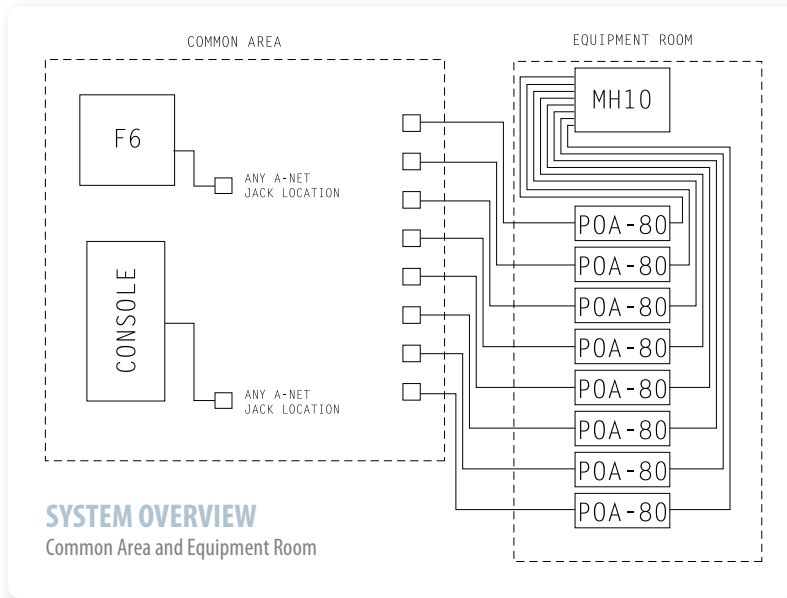 COMMON AREA
EQUIPMENT ROOM
F6
ANY A-NET
JACK LOCATION
CONSOLE
ANY A-NET
JACK LOCATION
MH10
POA-80
POA-80
POA-80
POA-80
POA-80
POA-80
POA-80
POA-80
SYSTEM OVERVIEW
Common Area and Equipment Room